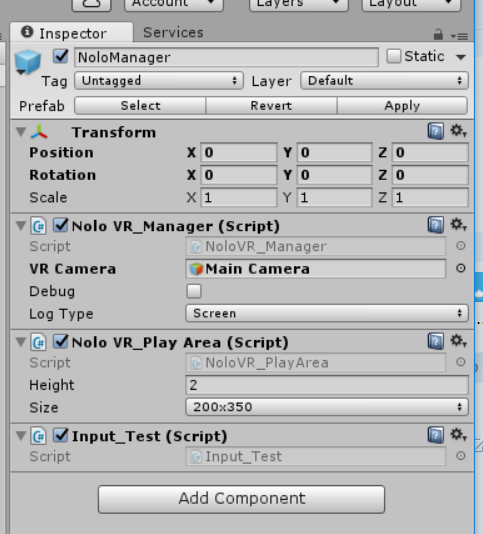 Account
Layers
Layout
Inspector Services
NoloManager Static
Tag Untagged Layer Default
Prefab Select Revert Apply
Transform
Position X 0 Y 0 Z 0
Rotation X 0 Y 0 Z 0
Scale X 1 Y 1 Z 1
Nolo VR_Manager (Script)
Script NoloVR_Manager
VR Camera Main Camera
Debug
Log Type Screen
Nolo VR_Play Area (Script)
Script NoloVR_PlayArea
Height 2
Size 200x350
Input_Test (Script)
Script Input_Test
Add Component